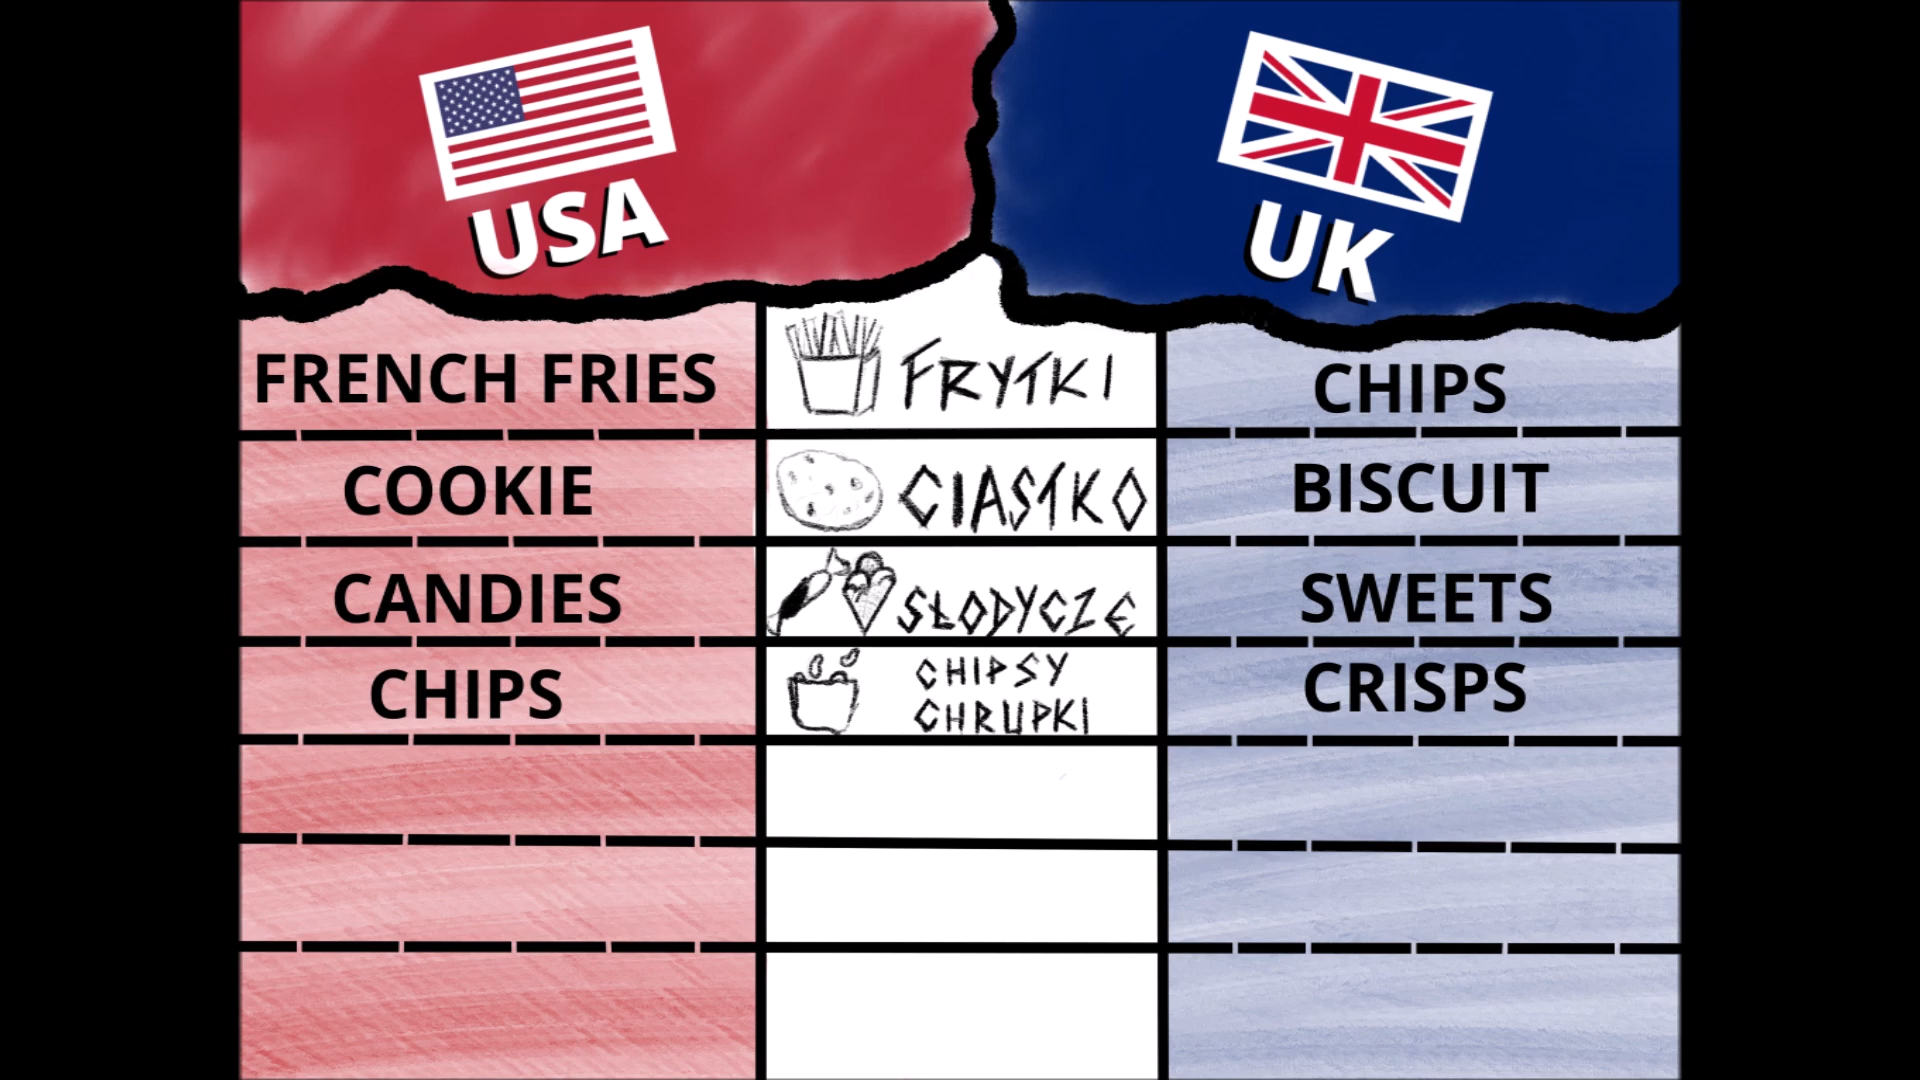 USA
UK
FRENCH FRIES
FRYTKI
CHIPS
COOKIE
CIASTKO
BISCUIT
CANDIES
SŁODYCZE
SWEETS
CHIPS
CHIPSY
CHRUPKI
CRISPS